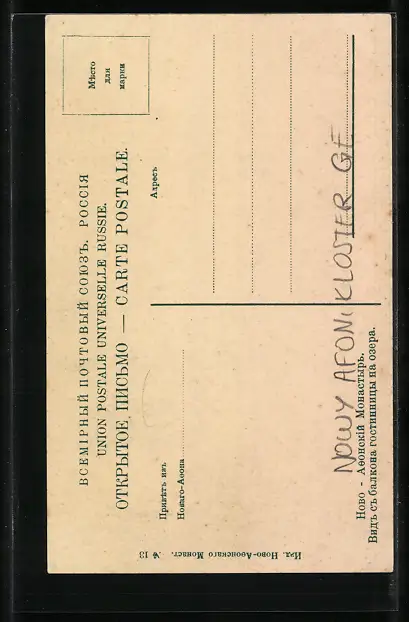 ВСЕМІРНЫЙ ПОЧТОВЫЙ СОЮЗЪ. РОССІЯ
UNION POSTALE UNIVERSELLE RUSSIE.
ОТКРЫТОЕ ПИСЬМО — CARTE POSTALE.
Мѣсто
для
марки
Привѣтъ изъ
Новаго-Аѳона
Адресъ
NOWY AFONI KLOSTER GE
Ново - Аѳонскій Монастырь.
Видъ съ балкона гостинницы на озера.
Изд. Ново-Аѳонскаго Монаст. № 13